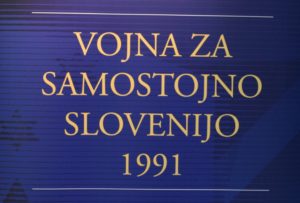 VOJNA ZA
SAMOSTOJNO
SLOVENIJO
1991